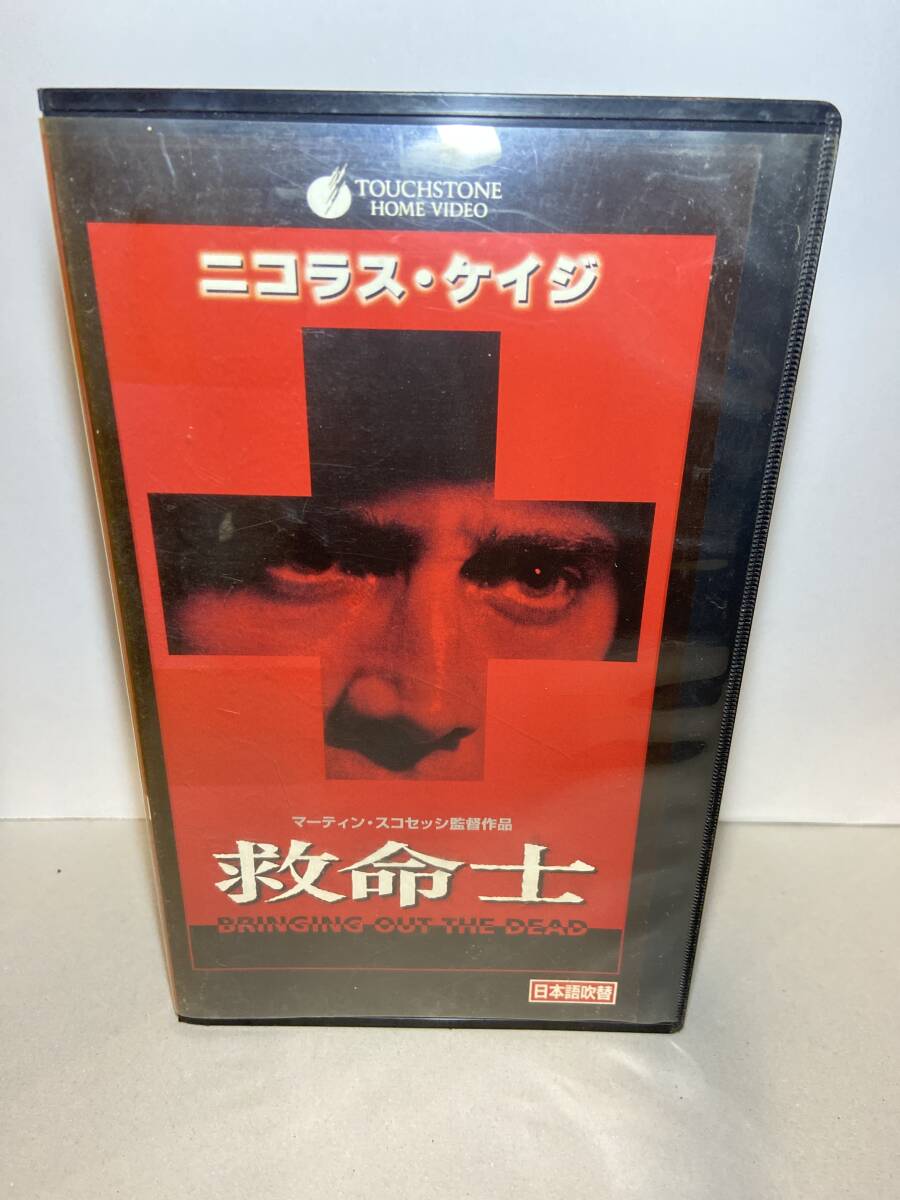 TOUCHSTONE
HOME VIDEO
ニコラス・ケイジ
マーティン・スコセッシ監督作品
救命士
BRINGING OUT THE DEAD
日本語吹替